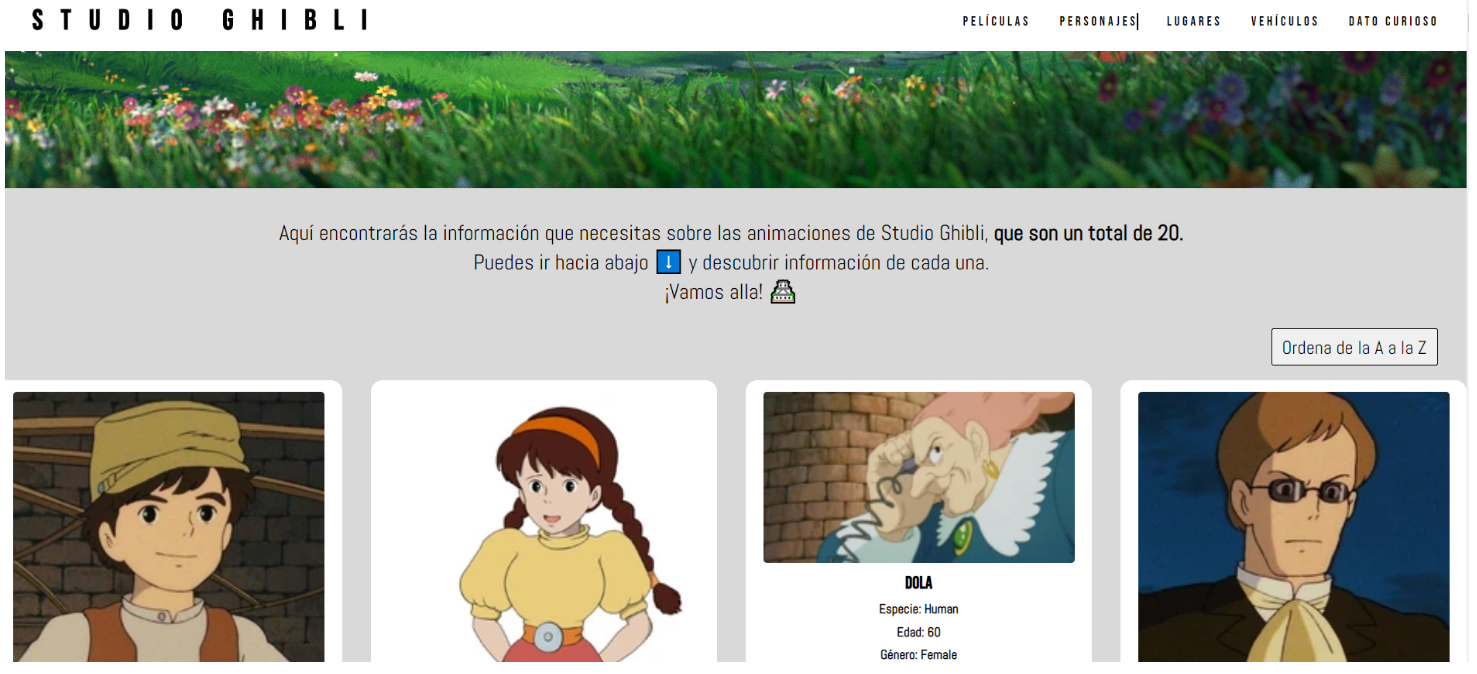 STUDIO GHIBLI
PELÍCULAS PERSONAJES LUGARES VEHÍCULOS DATO CURIOSO
Aquí encontrarás la información que necesitas sobre las animaciones de Studio Ghibli, que son un total de 20.
Puedes ir hacia abajo ⬇️ y descubrir información de cada una.
¡Vamos alla! 🏯
Ordena de la A a la Z
DOLA
Especie: Human
Edad: 60
Género: Female